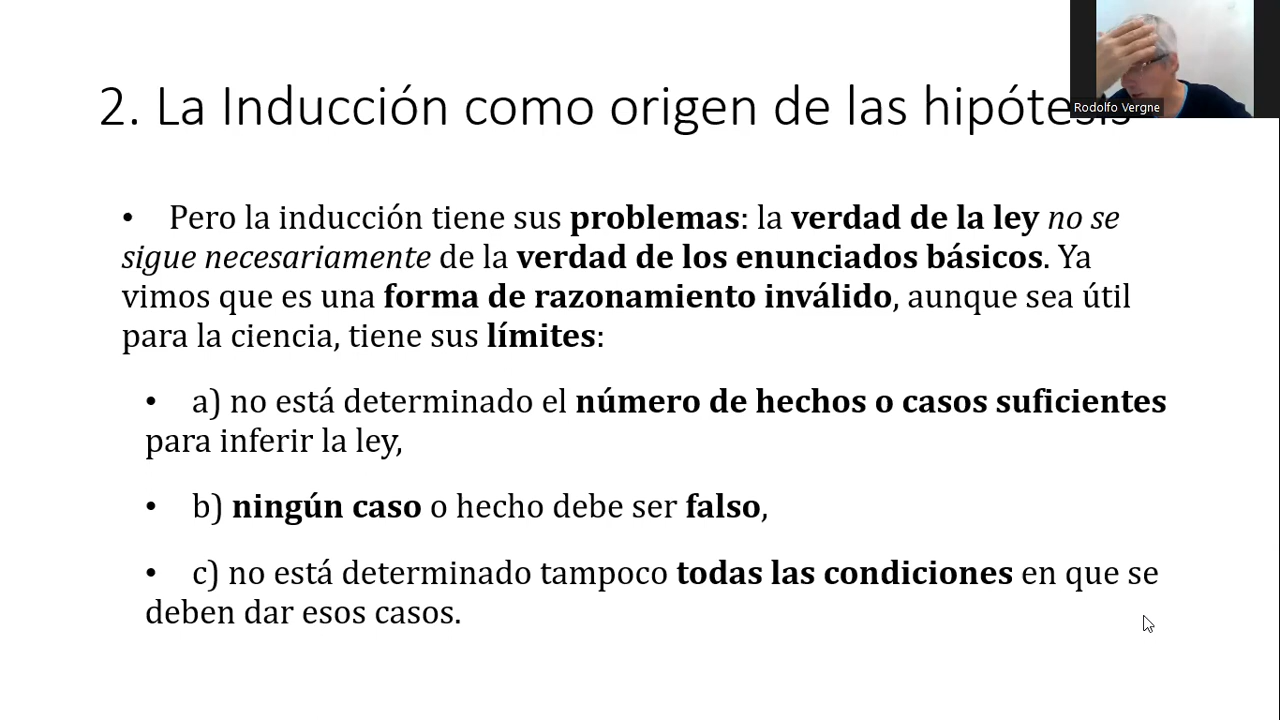 2. La Inducción como origen de las hipótesis
Rodolfo Vergne
• Pero la inducción tiene sus problemas: la verdad de la ley no se
sigue necesariamente de la verdad de los enunciados básicos. Ya
vimos que es una forma de razonamiento inválido, aunque sea útil
para la ciencia, tiene sus límites:
• a) no está determinado el número de hechos o casos suficientes
para inferir la ley,
• b) ningún caso o hecho debe ser falso,
• c) no está determinado tampoco todas las condiciones en que se
deben dar esos casos.